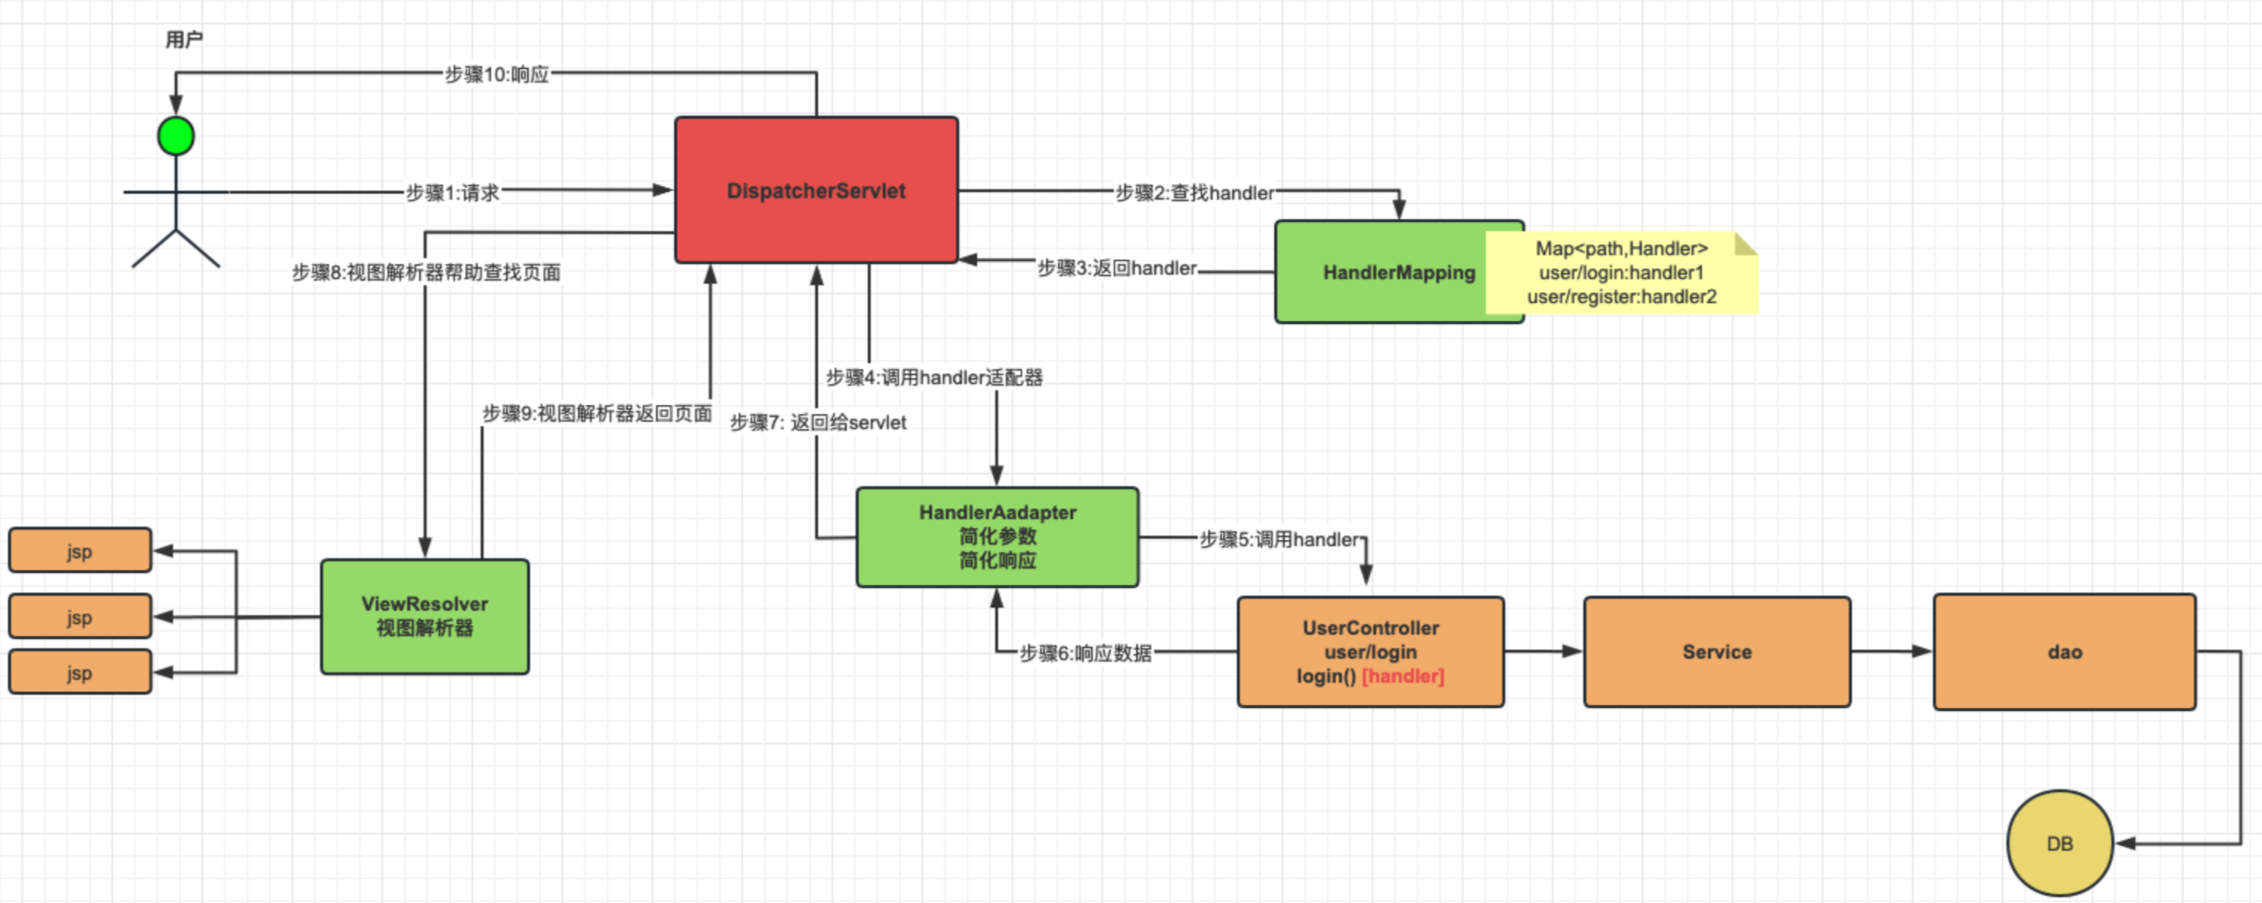 用户
步骤10:响应
步骤1:请求
DispatcherServlet
步骤2:查找handler
步骤3:返回handler
HandlerMapping
Map<path,Handler>
user/login:handler1
user/register:handler2
步骤8:视图解析器帮助查找页面
步骤4:调用handler适配器
步骤9:视图解析器返回页面
步骤7: 返回给servlet
HandlerAadapter
简化参数
简化响应
步骤5:调用handler
jsp
jsp
jsp
ViewResolver
视图解析器
步骤6:响应数据
UserController
user/login
login() [handler]
Service
dao
DB